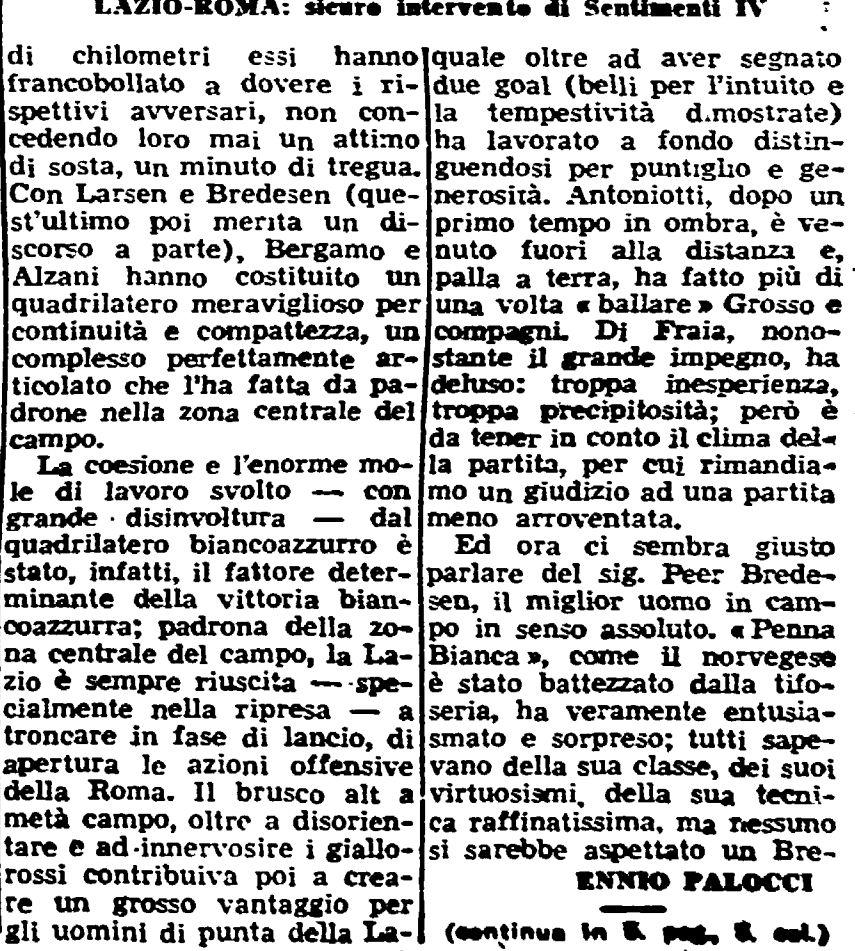 LAZIO-ROMA: sicuro intervento di Sentimenti IV
di chilometri essi hanno
francobollato a dovere i ri-
spettivi avversari, non con-
cedendo loro mai un attimo
di sosta, un minuto di tregua.
Con Larsen e Bredesen (que-
st'ultimo poi merita un di-
scorso a parte), Bergamo e
Alzani hanno costituito un
quadrilatero meraviglioso per
continuità e compattezza, un
complesso perfettamente ar-
ticolato che l'ha fatta da pa-
drone nella zona centrale del
campo.
La coesione e l'enorme mo-
le di lavoro svolto — con
grande disinvoltura — dal
quadrilatero biancoazzurro è
stato, infatti, il fattore deter-
minante della vittoria bian-
coazzurra; padrona della zo-
na centrale del campo, la La-
zio è sempre riuscita — spe-
cialmente nella ripresa — a
troncare in fase di lancio, di
apertura le azioni offensive
della Roma. Il brusco alt a
metà campo, oltre a disorien-
tare e ad innervosire i giallo-
rossi contribuiva poi a crea-
re un grosso vantaggio per
gli uomini di punta della La-
quale oltre ad aver segnato
due goal (belli per l'intuito e
la tempestività d.mostrate)
ha lavorato a fondo distin-
guendosi per puntiglio e ge-
nerosità. Antoniotti, dopo un
primo tempo in ombra, è ve-
nuto fuori alla distanza e,
palla a terra, ha fatto più di
una volta « ballare » Grosso e
compagni. Di Fraia, nono-
stante il grande impegno, ha
deluso: troppa inesperienza,
troppa precipitosità; però è
da tener in conto il clima del-
la partita, per cui rimandia-
mo un giudizio ad una partita
meno arroventata.
Ed ora ci sembra giusto
parlare del sig. Peer Brede-
sen, il miglior uomo in cam-
po in senso assoluto. « Penna
Bianca », come il norvegese
è stato battezzato dalla tifo-
seria, ha veramente entusia-
smato e sorpreso; tutti sape-
vano della sua classe, dei suoi
virtuosismi, della sua tecni-
ca raffinatissima, ma nessuno
si sarebbe aspettato un Bre-
ENNIO PALOCCI
(continua in 5. pag. 8. col.)